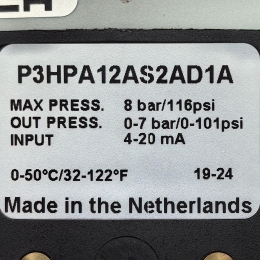 P3HPA12AS2AD1A
MAX PRESS. 8 bar/116psi
OUT PRESS. 0-7 bar/0-101psi
INPUT 4-20 mA
0-50°C/32-122°F 19-24
Made in the Netherlands